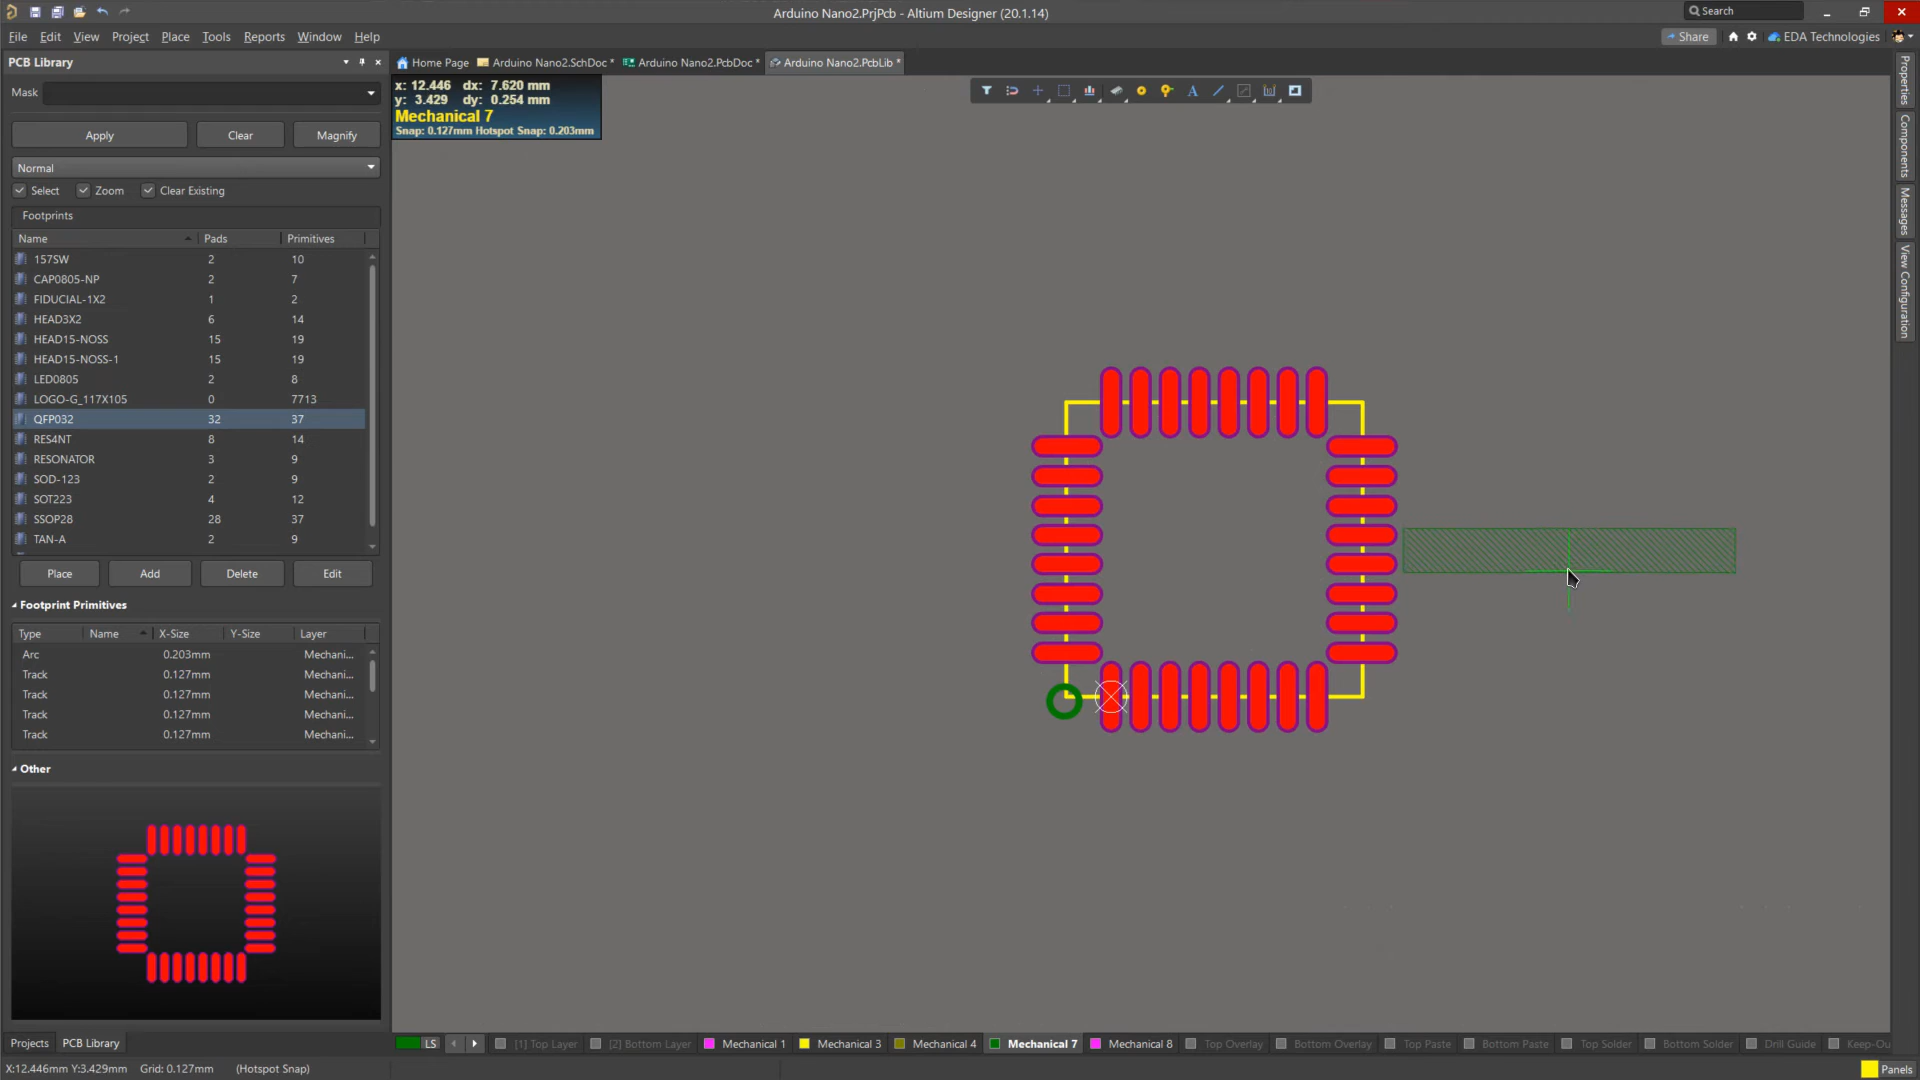 Arduino Nano2.PrjPcb - Altium Designer (20.1.14)
Search
File Edit View Project Place Tools Reports Window Help
Share
EDA Technologies
PCB Library
Home Page
Arduino Nano2.SchDoc *
Arduino Nano2.PcbDoc *
Arduino Nano2.PcbLib *
Mask
x: 12.446 dx: 7.620 mm
y: 3.429 dy: 0.254 mm
Mechanical 7
Snap: 0.127mm Hotspot Snap: 0.203mm
Apply Clear Magnify
Normal
Select Zoom Clear Existing
Footprints
Name Pads Primitives
157SW 2 10
CAP0805-NP 2 7
FIDUCIAL-1X2 1 2
HEAD3X2 6 14
HEAD15-NOSS 15 19
HEAD15-NOSS-1 15 19
LED0805 2 8
LOGO-G_117X105 0 7713
QFP032 32 37
RES4NT 8 14
RESONATOR 3 9
SOD-123 2 9
SOT223 4 12
SSOP28 28 37
TAN-A 2 9
Place Add Delete Edit
Footprint Primitives
Type Name X-Size Y-Size Layer
Arc 0.203mm Mechani...
Track 0.127mm Mechani...
Track 0.127mm Mechani...
Track 0.127mm Mechani...
Track 0.127mm Mechani...
Other
Properties
Components
Messages
View Configuration
Projects PCB Library
LS
[1] Top Layer
[2] Bottom Layer
Mechanical 1
Mechanical 3
Mechanical 4
Mechanical 7
Mechanical 8
Top Overlay
Bottom Overlay
Top Paste
Bottom Paste
Top Solder
Bottom Solder
Drill Guide
Keep-Ou
X:12.446mm Y:3.429mm Grid: 0.127mm (Hotspot Snap)
Panels